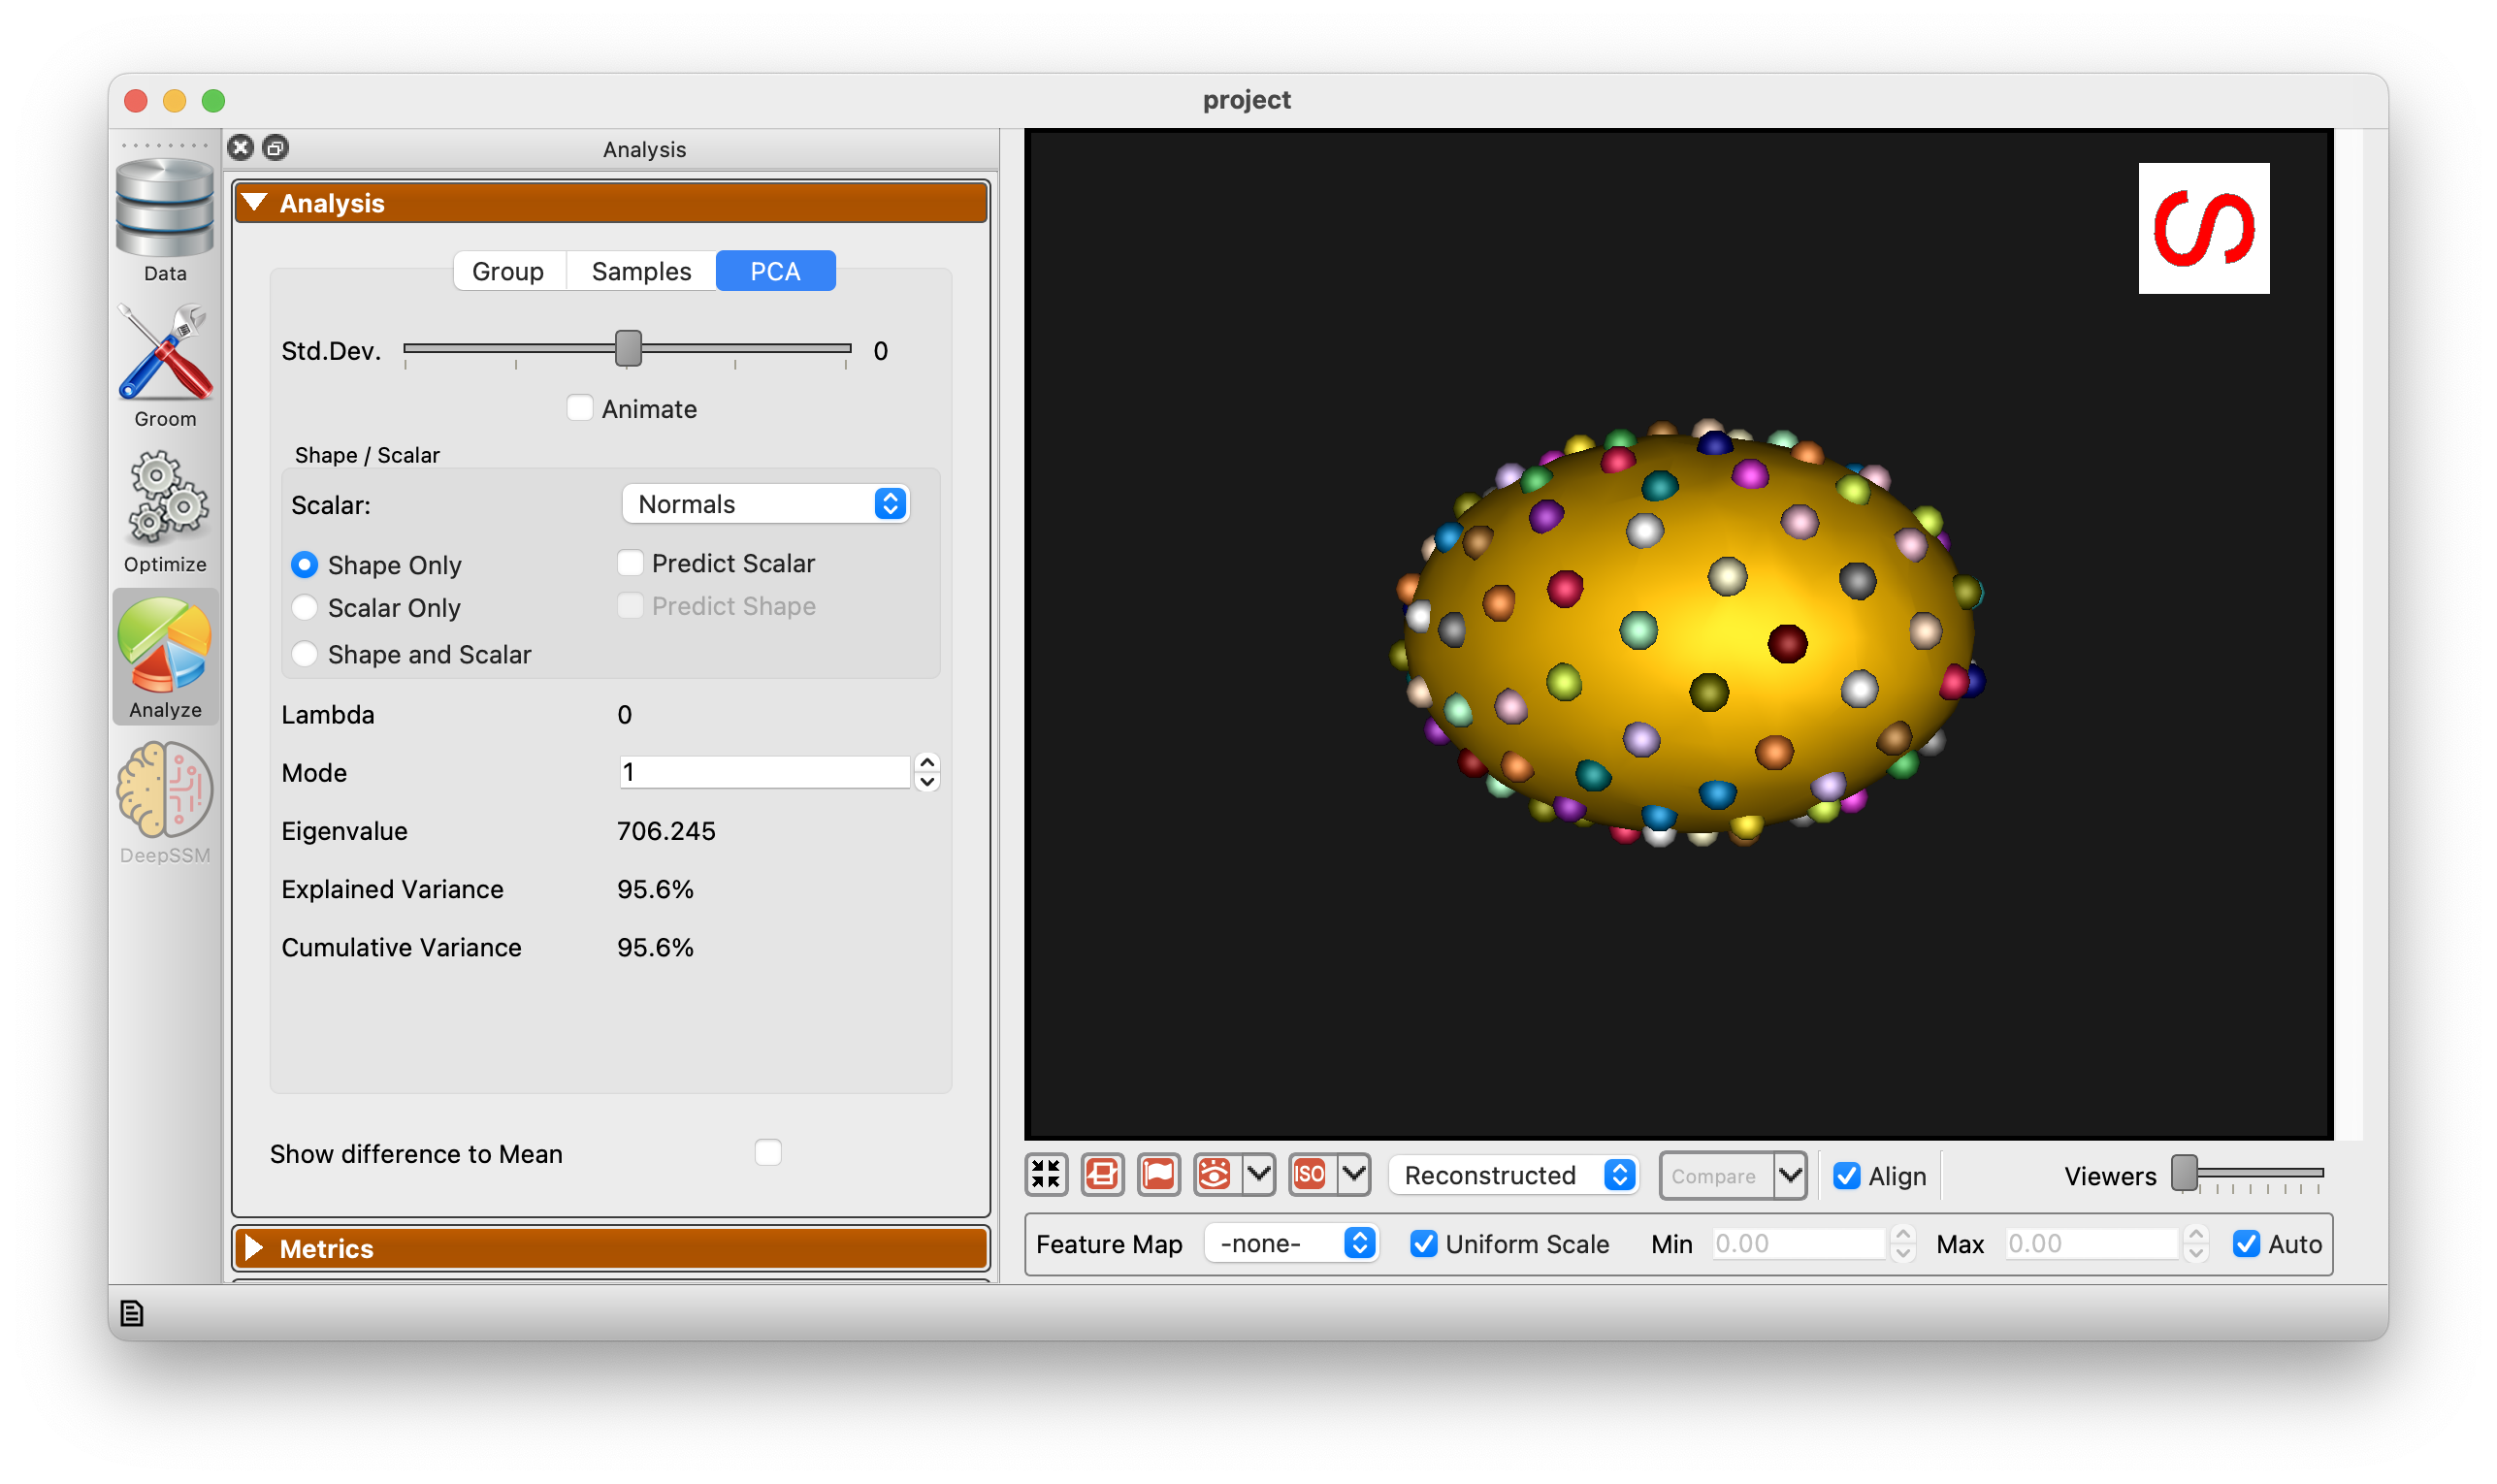 project
Analysis
Data
Groom
Optimize
Analyze
DeepSSM
Analysis
Group Samples PCA
Std.Dev. 0
Animate
Shape / Scalar
Scalar: Normals
Shape Only Predict Scalar
Scalar Only Predict Shape
Shape and Scalar
Lambda 0
Mode 1
Eigenvalue 706.245
Explained Variance 95.6%
Cumulative Variance 95.6%
Show difference to Mean
Metrics
S
ISO Reconstructed Compare Align Viewers
Feature Map -none- Uniform Scale Min 0.00 Max 0.00 Auto